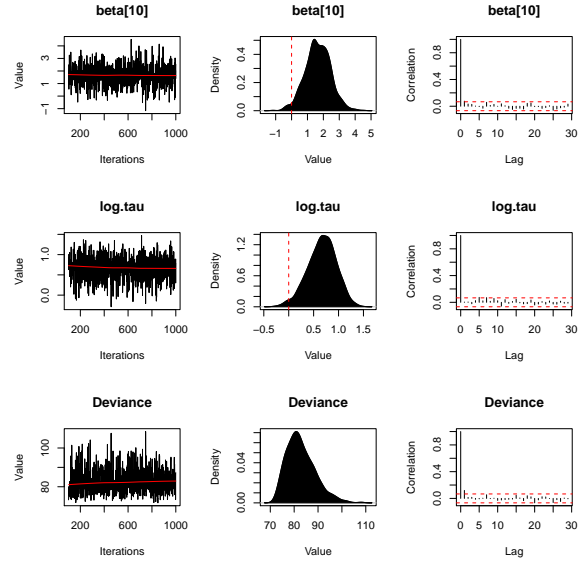 beta[10]
beta[10]
beta[10]
Value
−1 1 3
200 600 1000
Iterations
Density
0.0 0.2 0.4
−1 0 1 2 3 4 5
Value
Correlation
0.0 0.4 0.8
0 5 10 20 30
Lag
log.tau
log.tau
log.tau
Value
0.0 1.0
200 600 1000
Iterations
Density
0.0 0.6 1.2
−0.5 0.5 1.0 1.5
Value
Correlation
0.0 0.4 0.8
0 5 10 20 30
Lag
Deviance
Deviance
Deviance
Value
80 100
200 600 1000
Iterations
Density
0.00 0.04
70 80 90 110
Value
Correlation
0.0 0.4 0.8
0 5 10 20 30
Lag